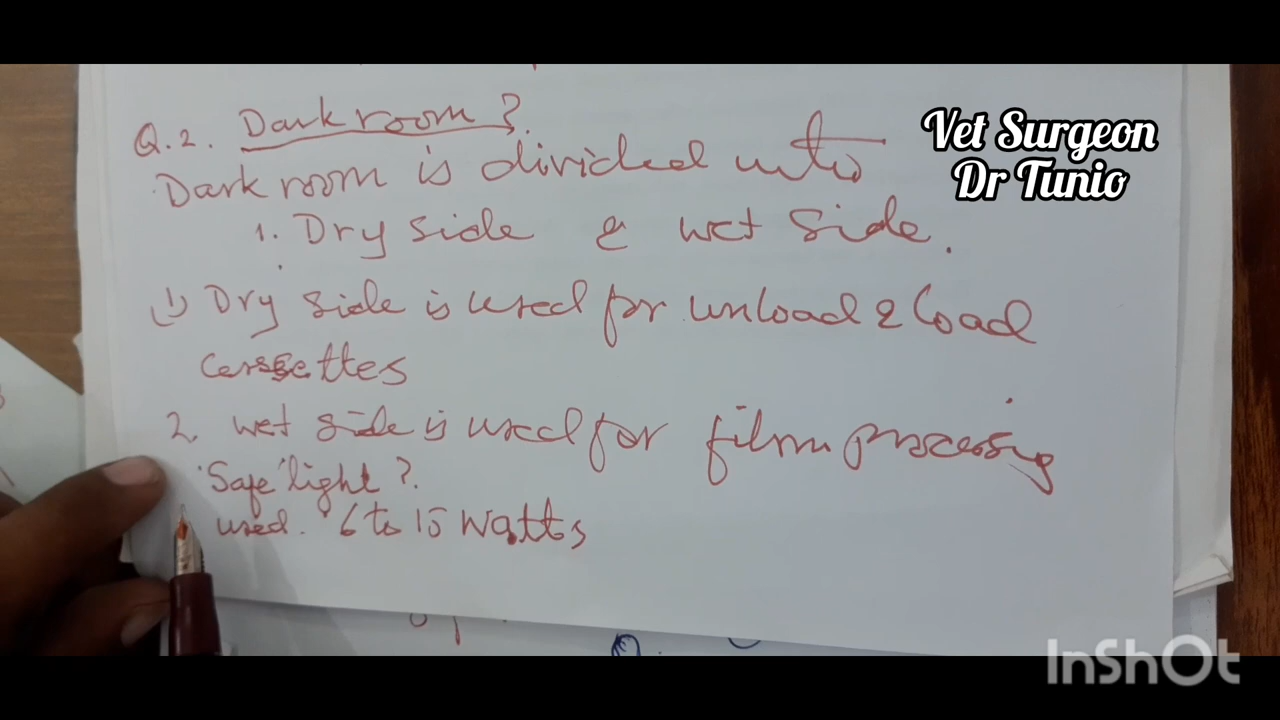 Q.2. Darkroom?
Vet Surgeon
Dr Tunio
Dark room is divided into
1. Dry side & wet side.
(1) Dry side is used for unload & load
cassettes
2. wet side is used for film processing
'Safe' light?
used. 6 to 15 watts
InShOt